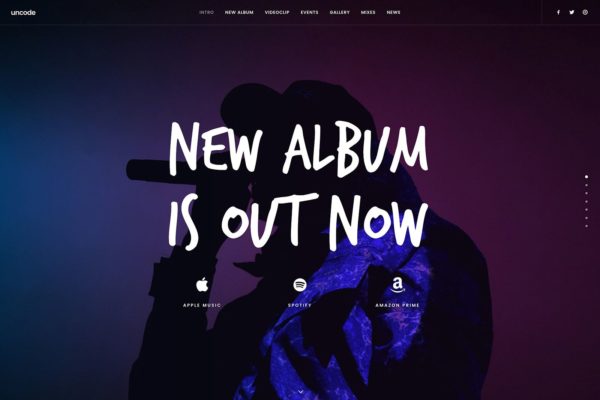 uncode
INTRO NEW ALBUM VIDEOCLIP EVENTS GALLERY MIXES NEWS
NEW ALBUM
IS OUT NOW
APPLE MUSIC SPOTIFY AMAZON PRIME